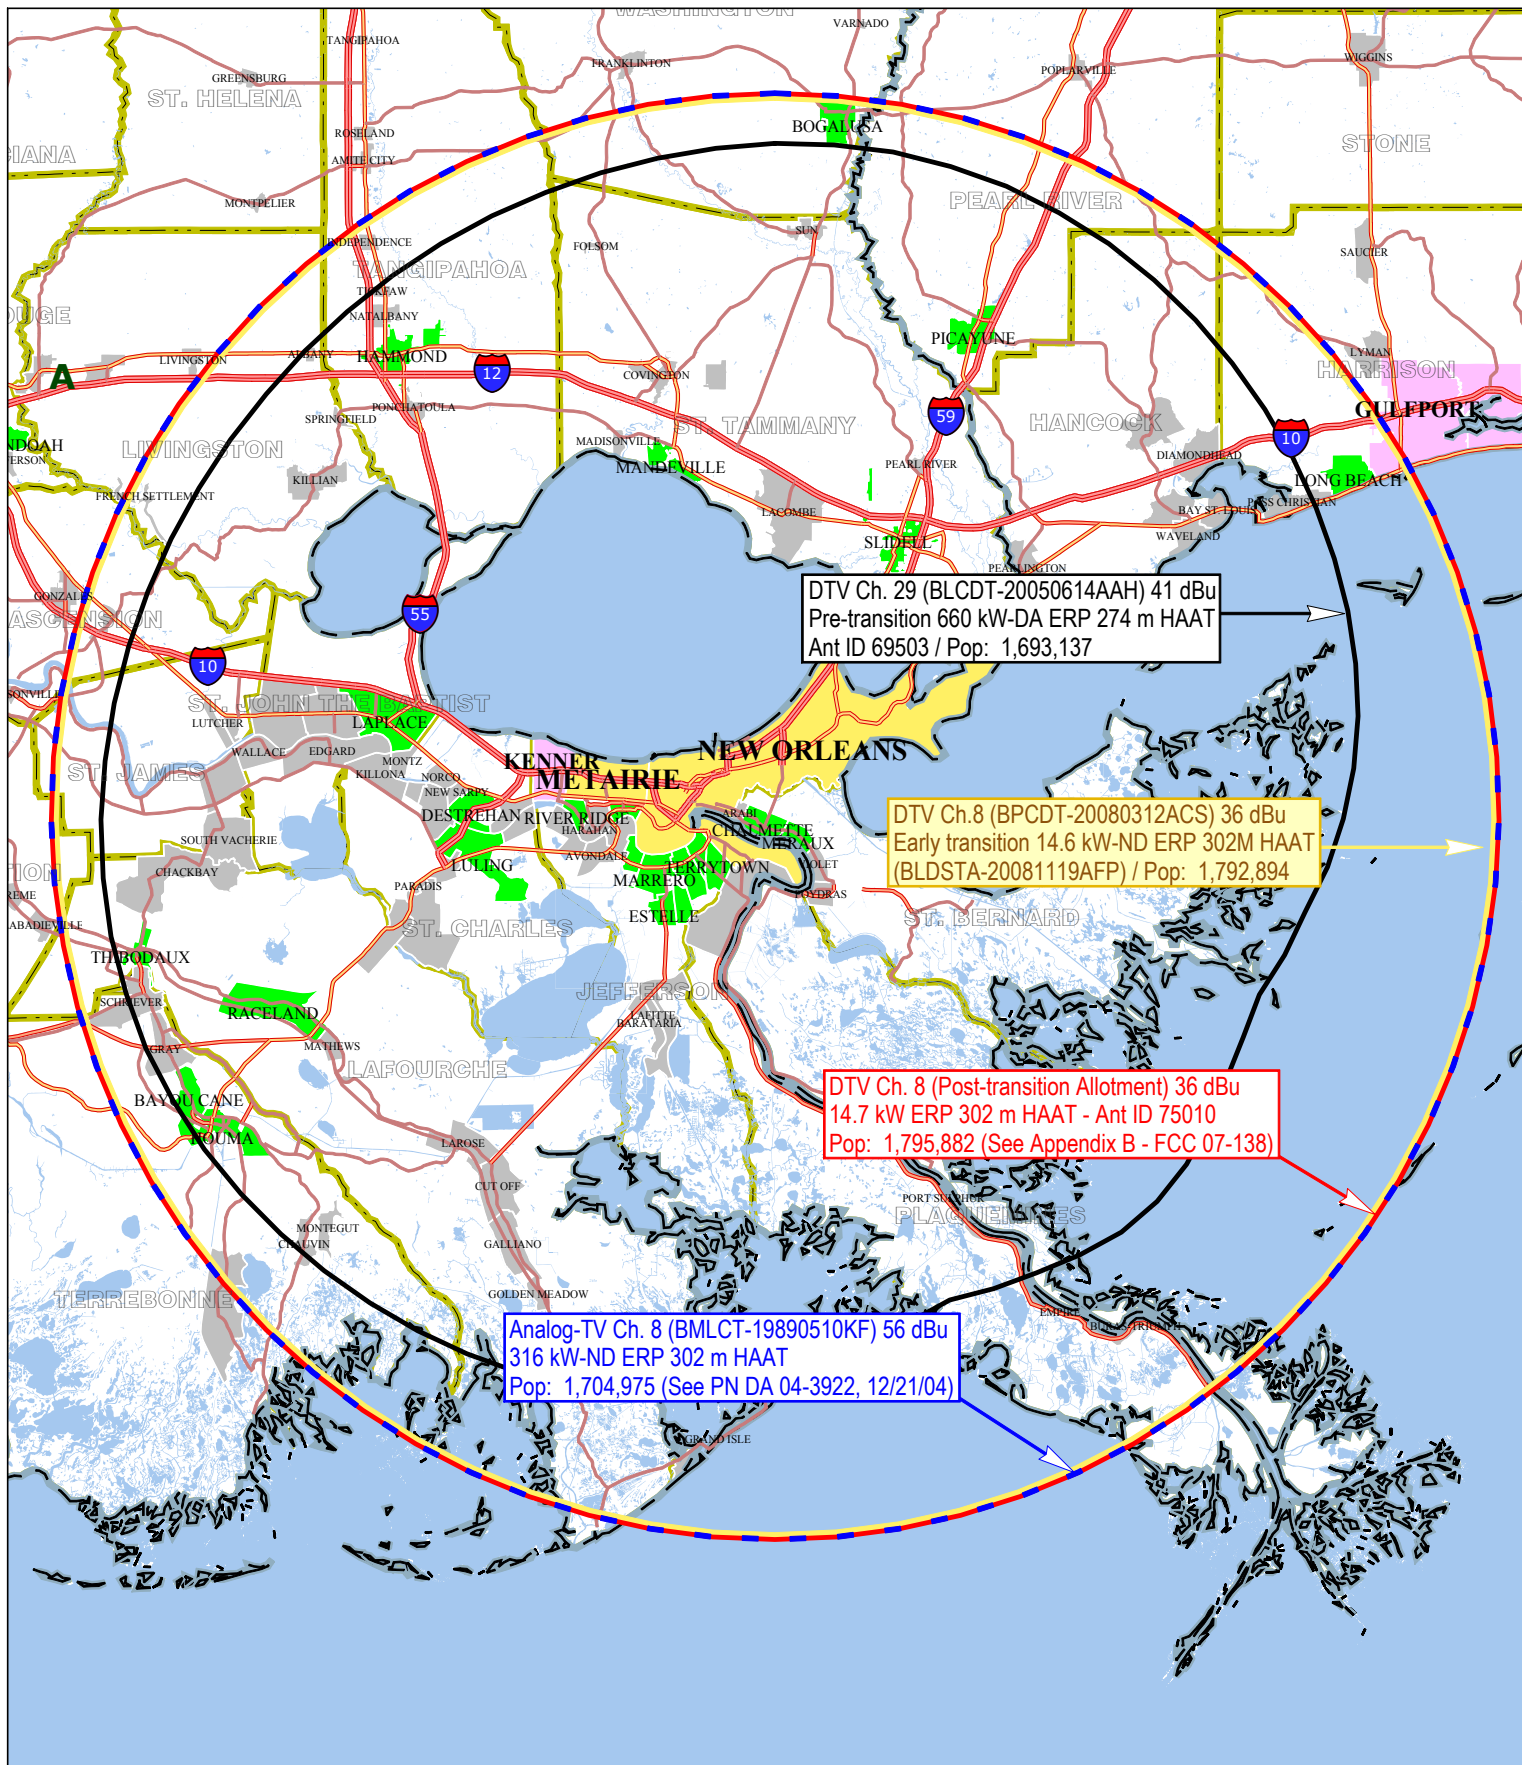 WASHINGTON
VARNADO
TANGIPAHOA
FRANKLINTON
WIGGINS
GREENSBURG
POPLARVILLE
ST. HELENA
BOGALUSA
ROSELAND
STONE
CIANA
AMITE CITY
MONTPELIER
PEARL RIVER
SUN
INDEPENDENCE
FOLSOM
SAUCIER
TANGIPAHOA
TICKFAW
OUGE
NATALBANY
PICAYUNE
LIVINGSTON
ALBANY
HAMMOND
LYMAN
HARRISON
A
12
COVINGTON
PONCHATOULA
GULFPORT
SPRINGFIELD
ST. TAMMANY
59
HANCOCK
10
NDOAH
ERSON
LIVINGSTON
MADISONVILLE
MANDEVILLE
PEARL RIVER
DIAMONDHEAD
KILLIAN
LONG BEACH
FRENCH SETTLEMENT
PASS CHRISTIAN
LACOMBE
BAY ST. LOUIS
SLIDELL
WAVELAND
PEARLINGTON
DTV Ch. 29 (BLCDT-20050614AAH) 41 dBu
Pre-transition 660 kW-DA ERP 274 m HAAT
Ant ID 69503 / Pop: 1,693,137
GONZALES
ASCENSION
55
10
SONVILLE
ST. JOHN THE BAPTIST
LUTCHER
LAPLACE
WALLACE
EDGARD
MONTZ
KILLONA
NORCO
KENNER
NEW ORLEANS
ST. JAMES
METAIRIE
NEW SARPY
DESTREHAN
RIVER RIDGE
HARAHAN
ARABI
CHALMETTE
MERAUX
DTV Ch.8 (BPCDT-20080312ACS) 36 dBu
Early transition 14.6 kW-ND ERP 302M HAAT
(BLDSTA-20081119AFP) / Pop: 1,792,894
SOUTH VACHERIE
AVONDALE
LULING
TERRYTOWN
VIOLET
TION
CHACKBAY
PARADIS
MARRERO
POYDRAS
REME
ESTELLE
ST. BERNARD
ABADIEVILLE
ST. CHARLES
THIBODAUX
JEFFERSON
SCHRIEVER
RACELAND
LAFITTE
BARATARIA
GRAY
MATHEWS
LAFOURCHE
DTV Ch. 8 (Post-transition Allotment) 36 dBu
14.7 kW ERP 302 m HAAT - Ant ID 75010
Pop: 1,795,882 (See Appendix B - FCC 07-138)
BAYOU CANE
HOUMA
LAROSE
CUT OFF
PORT SULPHUR
PLAQUEMINES
MONTEGUT
CHAUVIN
GALLIANO
TERREBONNE
GOLDEN MEADOW
EMPIRE
BURAS-TRIUMPH
Analog-TV Ch. 8 (BMLCT-19890510KF) 56 dBu
316 kW-ND ERP 302 m HAAT
Pop: 1,704,975 (See PN DA 04-3922, 12/21/04)
GRAND ISLE